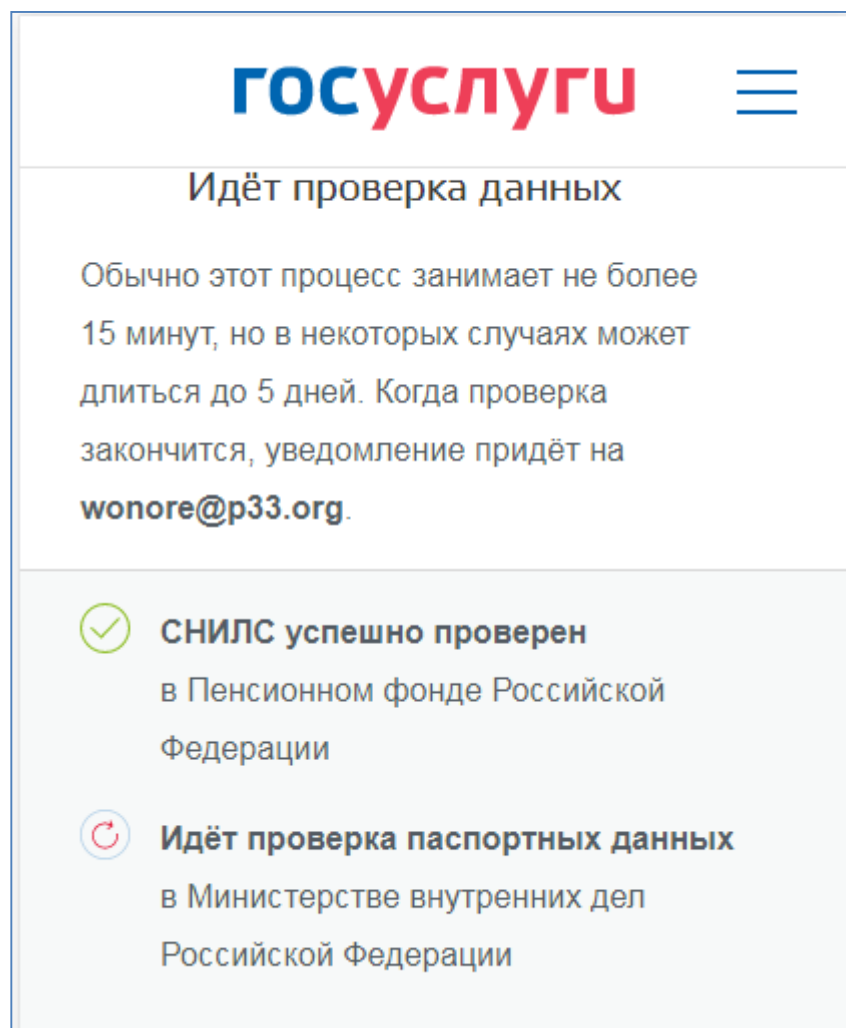 госуслуги
Идёт проверка данных
Обычно этот процесс занимает не более
15 минут, но в некоторых случаях может
длиться до 5 дней. Когда проверка
закончится, уведомление придёт на
wonore@p33.org.
СНИЛС успешно проверен
в Пенсионном фонде Российской
Федерации
Идёт проверка паспортных данных
в Министерстве внутренних дел
Российской Федерации